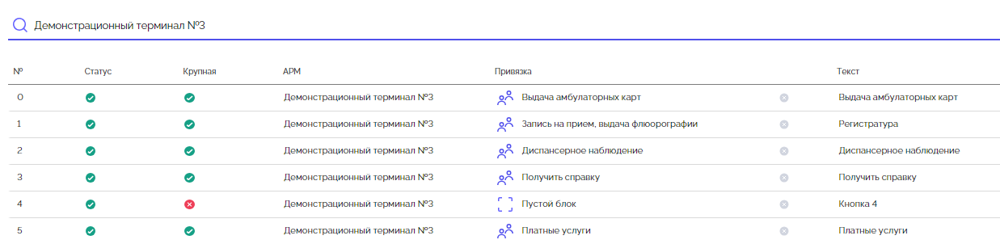 Демонстрационный терминал №3
№ Статус Крупная АРМ Привязка Текст
0 Демонстрационный терминал №3 Выдача амбулаторных карт Выдача амбулаторных карт
1 Демонстрационный терминал №3 Запись на прием, выдача флюорографии Регистратура
2 Демонстрационный терминал №3 Диспансерное наблюдение Диспансерное наблюдение
3 Демонстрационный терминал №3 Получить справку Получить справку
4 Демонстрационный терминал №3 Пустой блок Кнопка 4
5 Демонстрационный терминал №3 Платные услуги Платные услуги